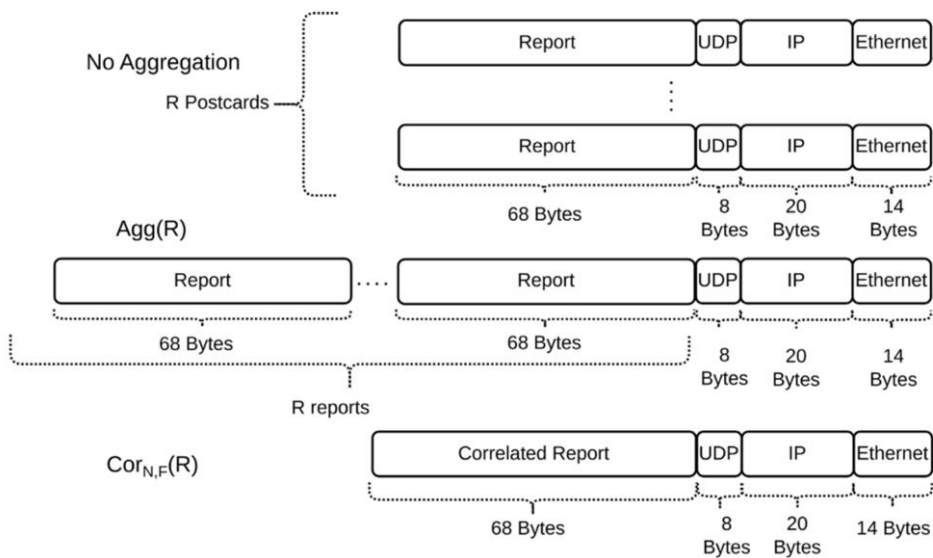 Report UDP IP Ethernet
No Aggregation
R Postcards
Report UDP IP Ethernet
68 Bytes 8 Bytes 20 Bytes 14 Bytes
Agg(R)
Report Report UDP IP Ethernet
68 Bytes 68 Bytes 8 Bytes 20 Bytes 14 Bytes
R reports
Cor_N,F(R)
Correlated Report UDP IP Ethernet
68 Bytes 8 Bytes 20 Bytes 14 Bytes